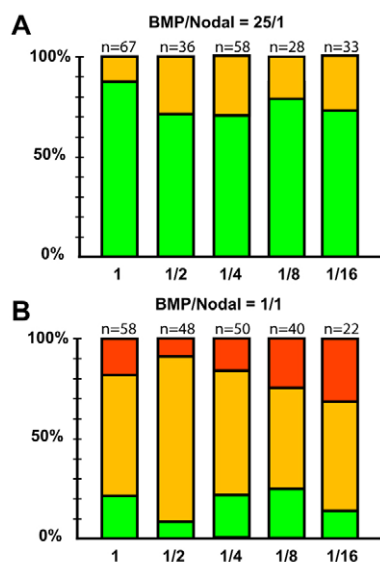 A
BMP/Nodal = 25/1
n=67 n=36 n=58 n=28 n=33
100%
50%
0%
1 1/2 1/4 1/8 1/16
B
BMP/Nodal = 1/1
n=58 n=48 n=50 n=40 n=22
100%
50%
0%
1 1/2 1/4 1/8 1/16